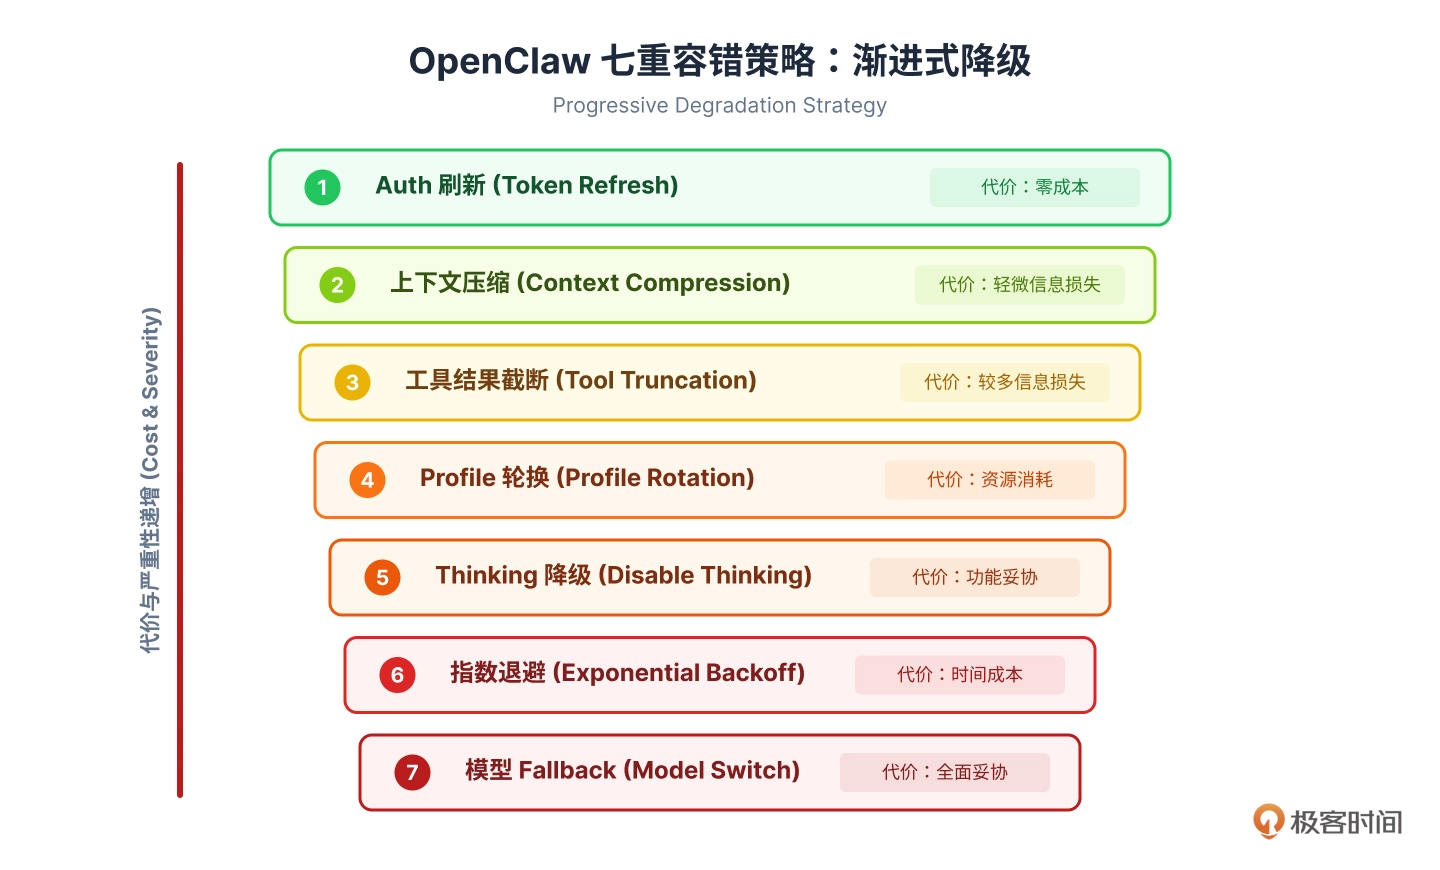 OpenClaw 七重容错策略：渐进式降级
Progressive Degradation Strategy
代价与严重性递增 (Cost & Severity)
1 Auth 刷新 (Token Refresh) 代价：零成本
2 上下文压缩 (Context Compression) 代价：轻微信息损失
3 工具结果截断 (Tool Truncation) 代价：较多信息损失
4 Profile 轮换 (Profile Rotation) 代价：资源消耗
5 Thinking 降级 (Disable Thinking) 代价：功能妥协
6 指数退避 (Exponential Backoff) 代价：时间成本
7 模型 Fallback (Model Switch) 代价：全面妥协
极客时间